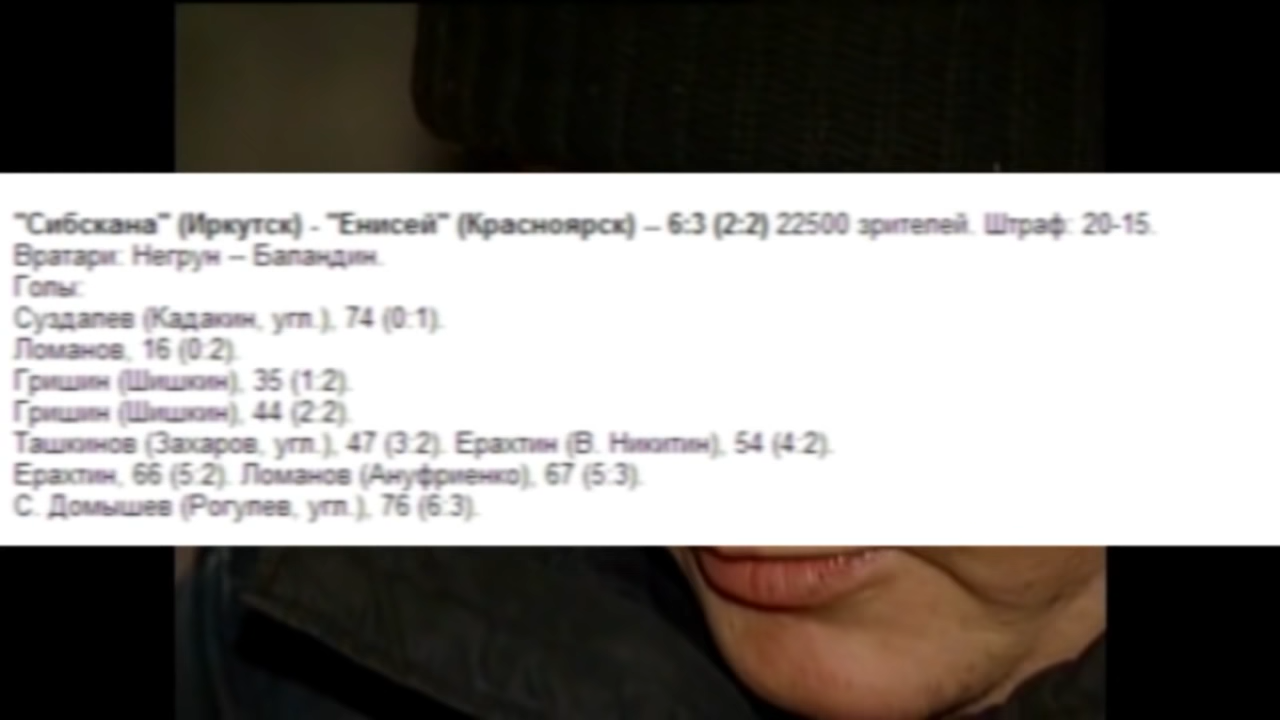 "Сибскана" (Иркутск) - "Енисей" (Красноярск) – 6:3 (2:2) 22500 зрителей. Штраф: 20-15.
Вратари: Негрун – Баландин.
Голы:
Суздалев (Кадакин, угл.), 74 (0:1).
Ломанов, 16 (0:2).
Гришин (Шишкин), 35 (1:2).
Гришин (Шишкин), 44 (2:2).
Ташкинов (Захаров, угл.), 47 (3:2). Ерахтин (В. Никитин), 54 (4:2).
Ерахтин, 66 (5:2). Ломанов (Ануфриенко), 67 (5:3).
С. Домышев (Рогулев, угл.), 76 (6:3).